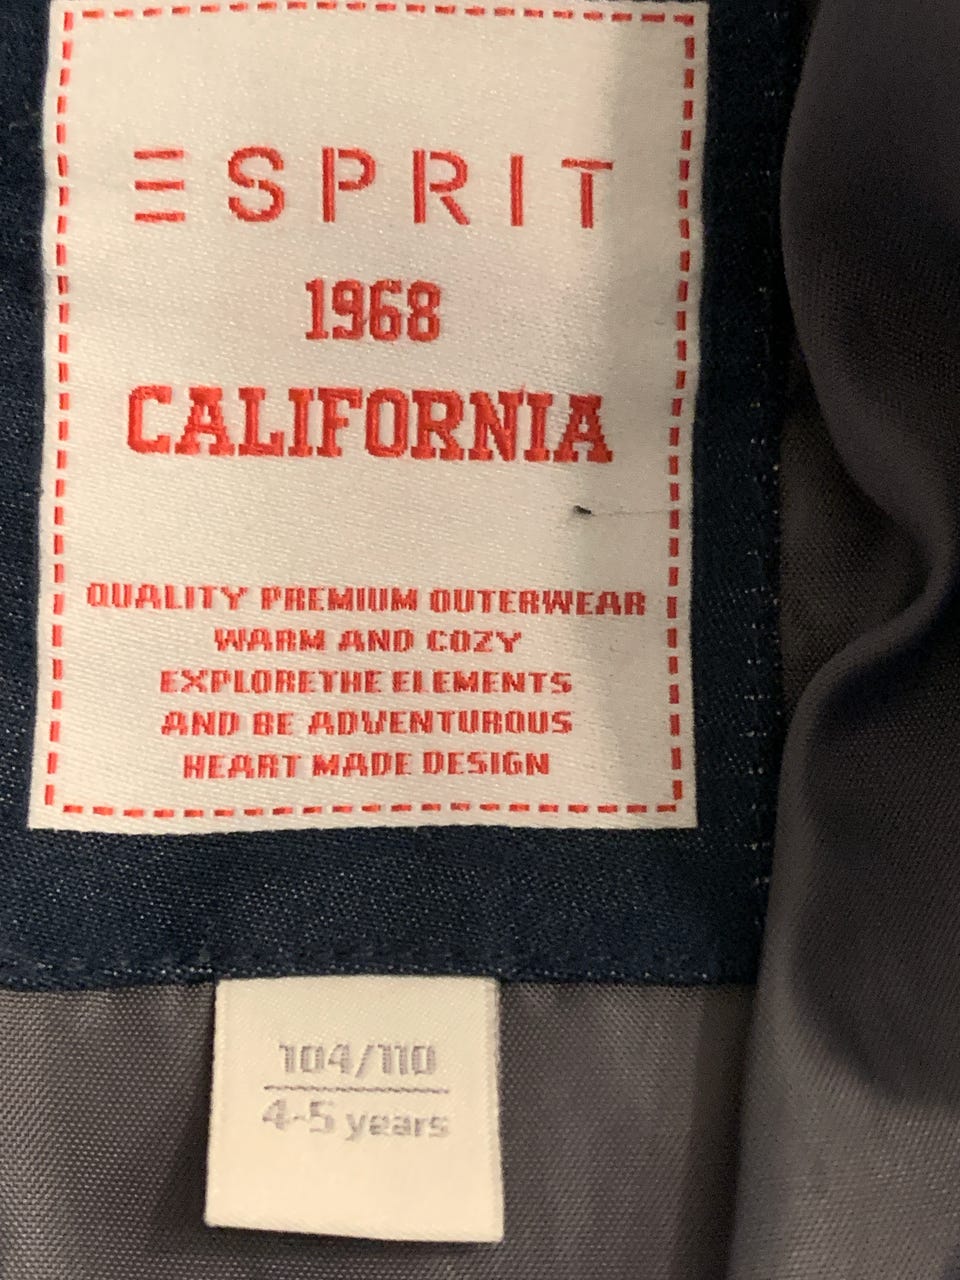 ESPRIT
1968
CALIFORNIA
QUALITY PREMIUM OUTERWEAR
WARM AND COZY
EXPLORETHE ELEMENTS
AND BE ADVENTUROUS
HEART MADE DESIGN
104/110
4-5 years